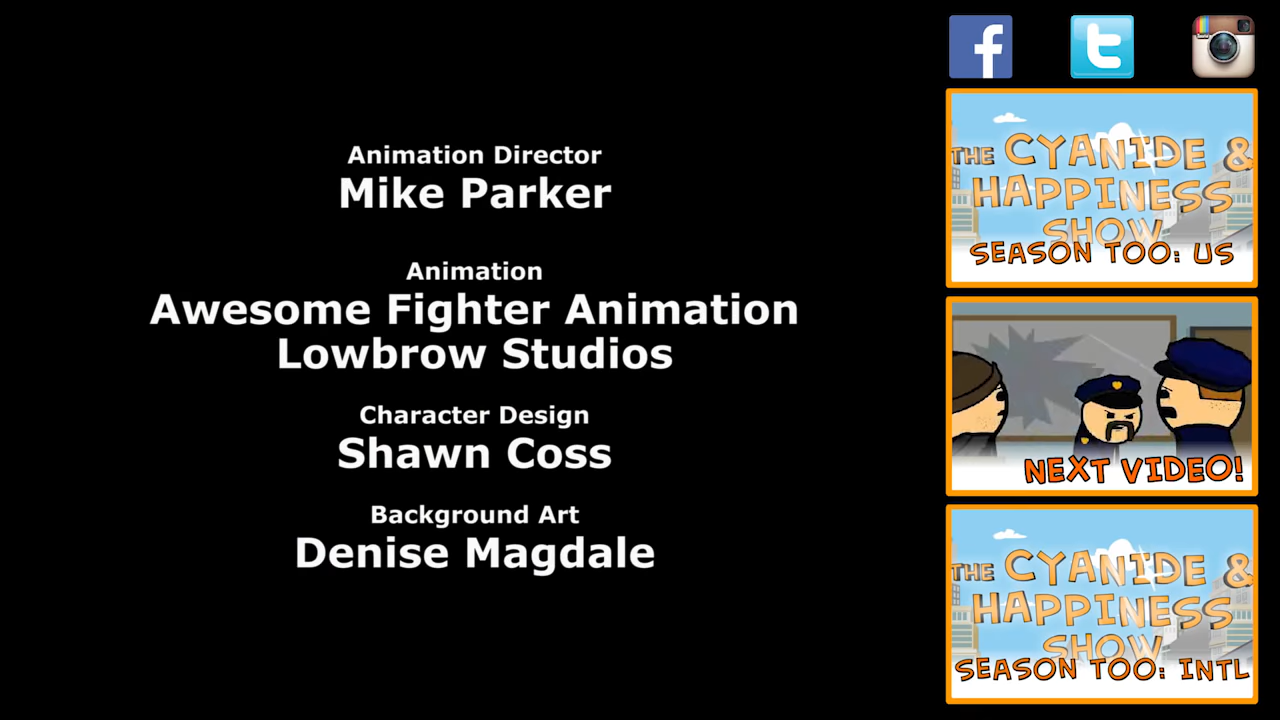 Animation Director
Mike Parker
Animation
Awesome Fighter Animation
Lowbrow Studios
Character Design
Shawn Coss
Background Art
Denise Magdale
THE CYANIDE &
HAPPINESS
SHOW
SEASON TOO: US
NEXT VIDEO!
THE CYANIDE &
HAPPINESS
SHOW
SEASON TOO: INTL